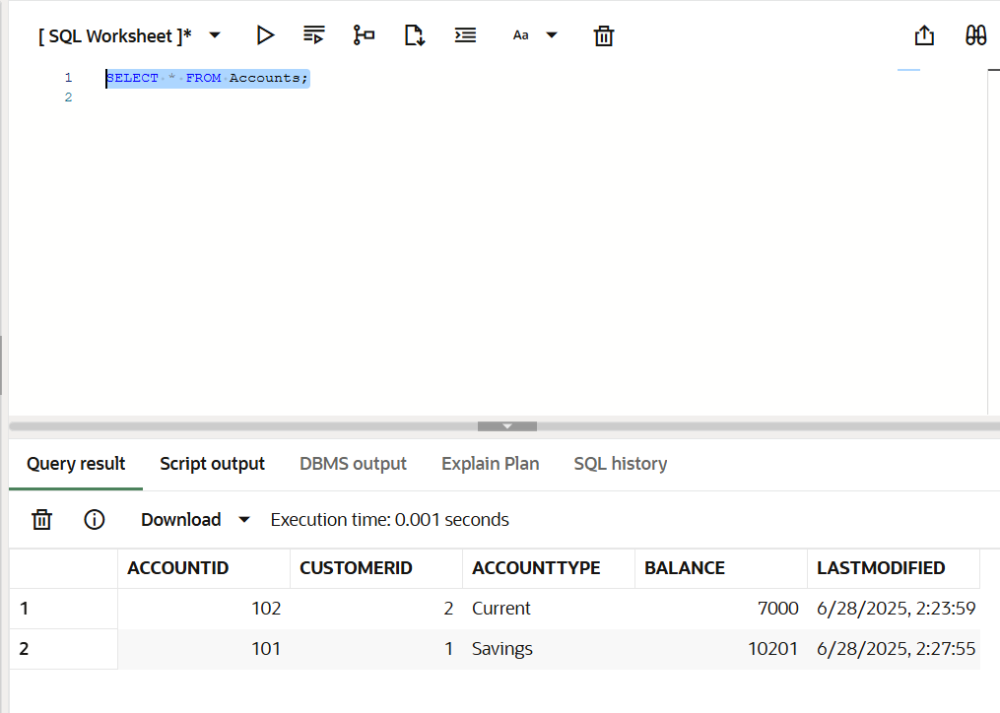 [ SQL Worksheet ]* Aa
1 SELECT * FROM Accounts;
2
Query result Script output DBMS output Explain Plan SQL history
Download Execution time: 0.001 seconds
ACCOUNTID CUSTOMERID ACCOUNTTYPE BALANCE LASTMODIFIED
1 102 2 Current 7000 6/28/2025, 2:23:59
2 101 1 Savings 10201 6/28/2025, 2:27:55